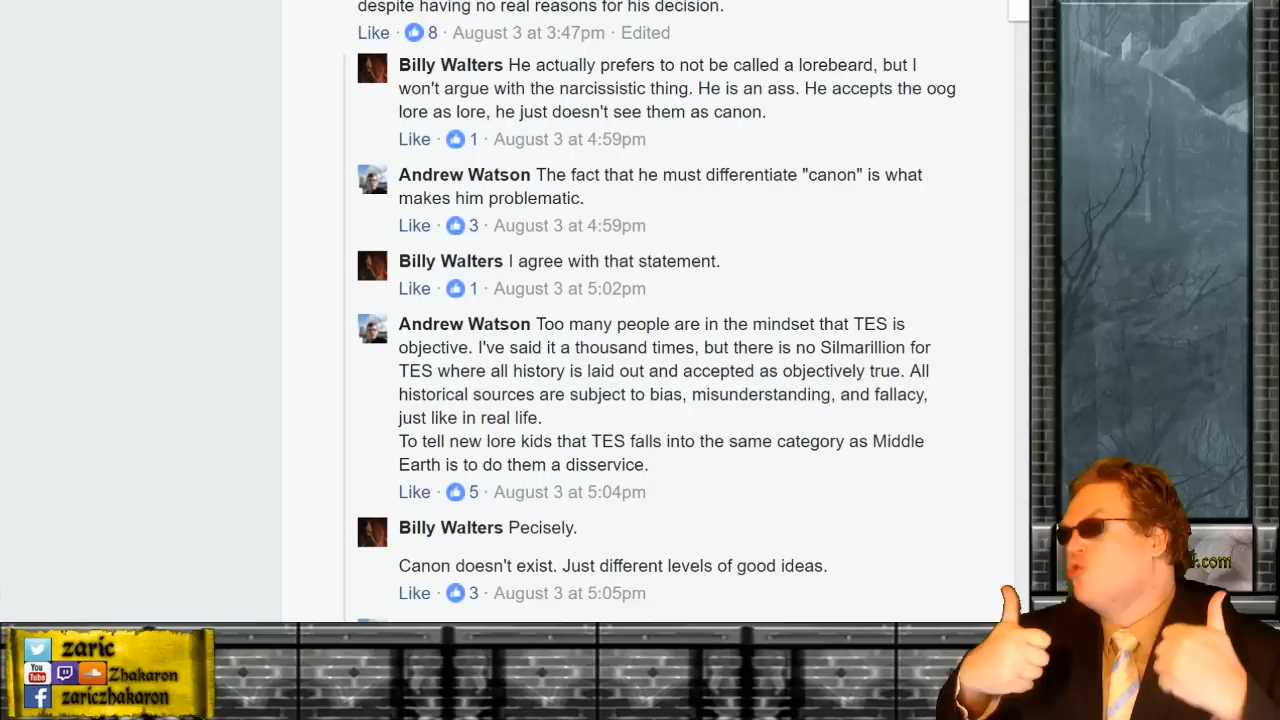 despite having no real reasons for his decision.
Like · 8 · August 3 at 3:47pm · Edited
Billy Walters He actually prefers to not be called a lorebeard, but I
won't argue with the narcissistic thing. He is an ass. He accepts the oog
lore as lore, he just doesn't see them as canon.
Like · 1 · August 3 at 4:59pm
Andrew Watson The fact that he must differentiate "canon" is what
makes him problematic.
Like · 3 · August 3 at 4:59pm
Billy Walters I agree with that statement.
Like · 1 · August 3 at 5:02pm
Andrew Watson Too many people are in the mindset that TES is
objective. I've said it a thousand times, but there is no Silmarillion for
TES where all history is laid out and accepted as objectively true. All
historical sources are subject to bias, misunderstanding, and fallacy,
just like in real life.
To tell new lore kids that TES falls into the same category as Middle
Earth is to do them a disservice.
Like · 5 · August 3 at 5:04pm
Billy Walters Pecisely.
Canon doesn't exist. Just different levels of good ideas.
Like · 3 · August 3 at 5:05pm
.com
zaric
You Tube Zhakaron
zariczhakaron